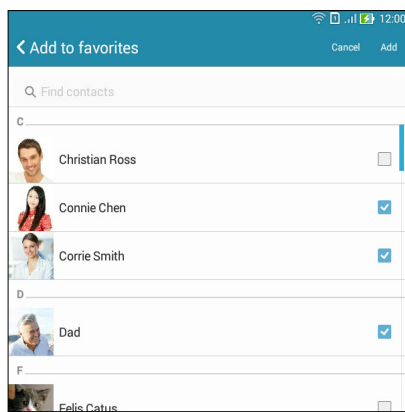 12:00
Add to favorites Cancel Add
Find contacts
C
Christian Ross
Connie Chen
Corrie Smith
D
Dad
F
Felis Catus